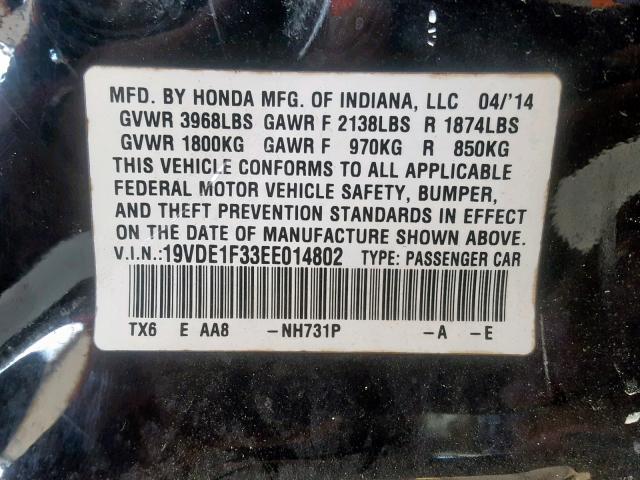 MFD. BY HONDA MFG. OF INDIANA, LLC 04/'14
GVWR 3968LBS GAWR F 2138LBS R 1874LBS
GVWR 1800KG GAWR F 970KG R 850KG
THIS VEHICLE CONFORMS TO ALL APPLICABLE
FEDERAL MOTOR VEHICLE SAFETY, BUMPER,
AND THEFT PREVENTION STANDARDS IN EFFECT
ON THE DATE OF MANUFACTURE SHOWN ABOVE.
V.I.N.:19VDE1F33EE014802 TYPE: PASSENGER CAR
TX6 E AA8 -NH731P -A -E